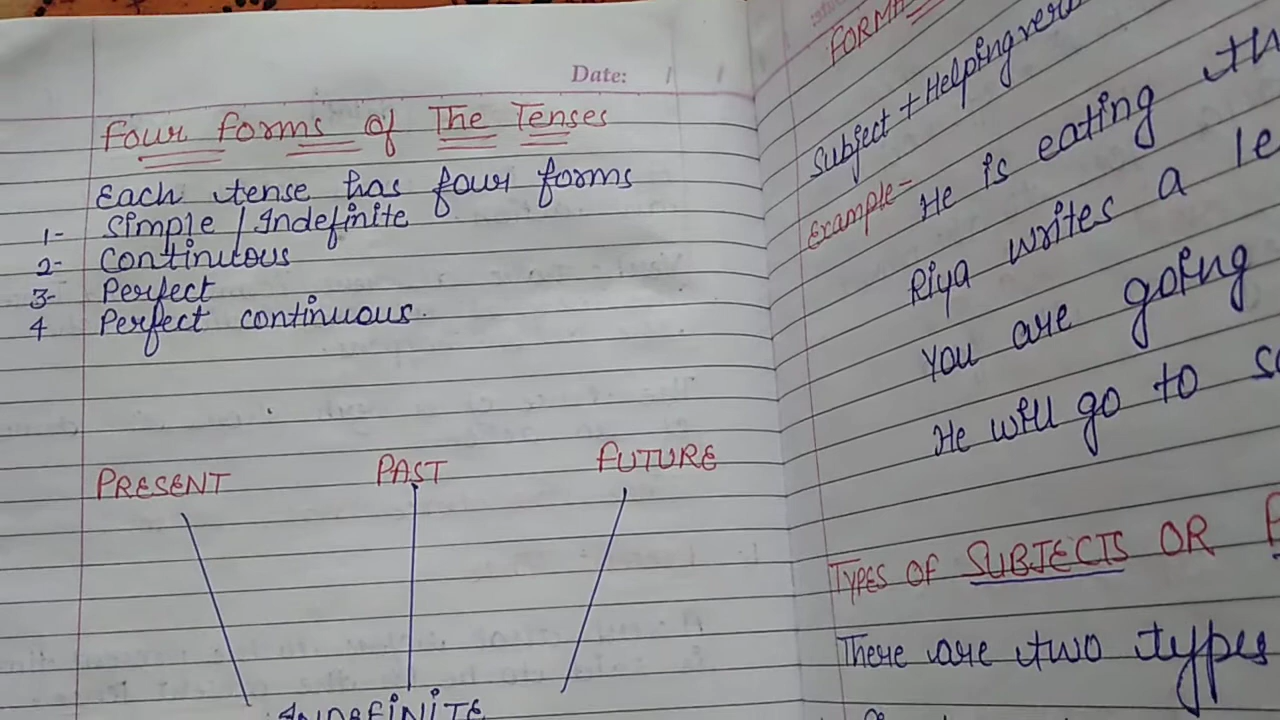 Date:
Four forms of The Tenses
Each tense has four forms
1- Simple / Indefinite
2- Continuous
3- Perfect
4 Perfect continuous.
PRESENT PAST FUTURE
INDEFINITE
Subject + Helping
Example-
He is eating
Riya writes a
You are going
He will go to
TYPES OF SUBJECTS OR
There are two types